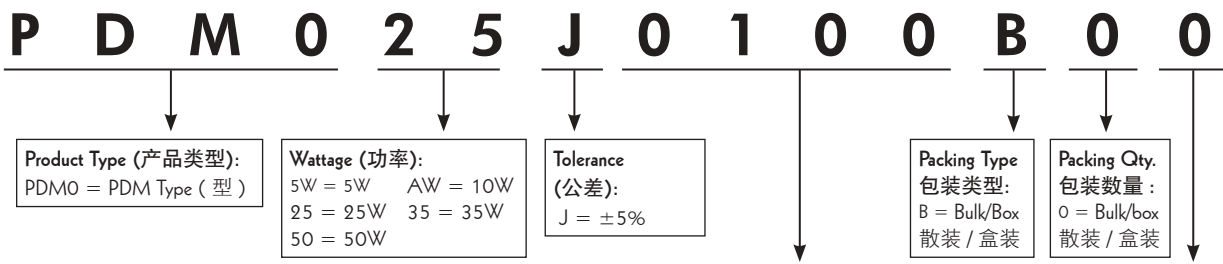 P D M 0 2 5 J 0 1 0 0 B 0 0
Product Type (产品类型):
PDM0 = PDM Type ( 型 )
Wattage (功率):
5W = 5W AW = 10W
25 = 25W 35 = 35W
50 = 50W
Tolerance
(公差):
J = ±5%
Packing Type
包装类型:
B = Bulk/Box
散装 / 盒装
Packing Qty.
包装数量 :
0 = Bulk/box
散装 / 盒装